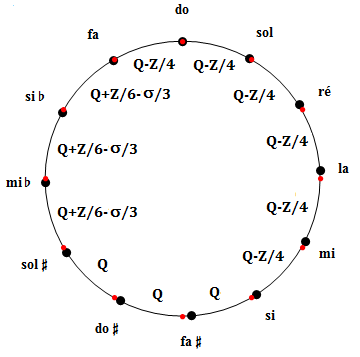 do
fa
sol
Q-Z/4
Q-Z/4
si b
Q+Z/6-σ/3
Q-Z/4
ré
Q+Z/6-σ/3
Q-Z/4
la
mi b
Q+Z/6-σ/3
Q-Z/4
Q-Z/4
mi
sol ♯
Q
Q
Q
si
do ♯
fa ♯